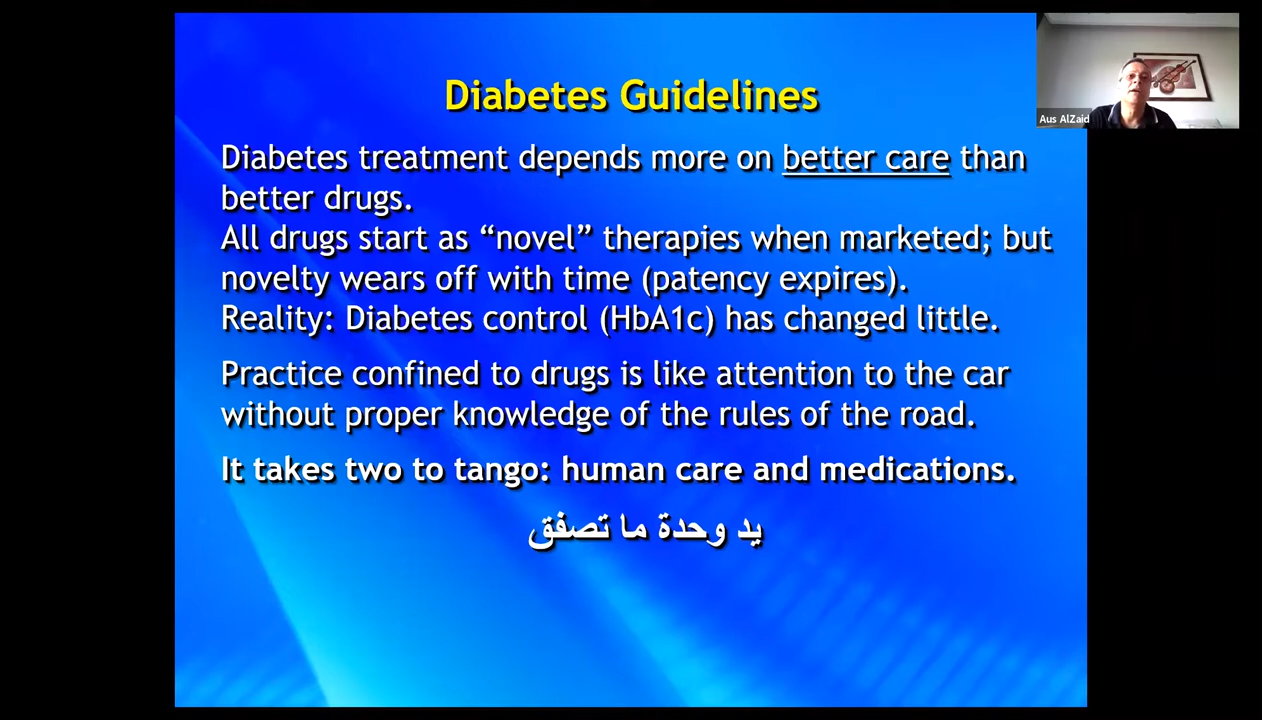 Diabetes Guidelines
Aus AlZaid
Diabetes treatment depends more on better care than
better drugs.
All drugs start as “novel” therapies when marketed; but
novelty wears off with time (patency expires).
Reality: Diabetes control (HbA1c) has changed little.
Practice confined to drugs is like attention to the car
without proper knowledge of the rules of the road.
It takes two to tango: human care and medications.
يد وحدة ما تصفق